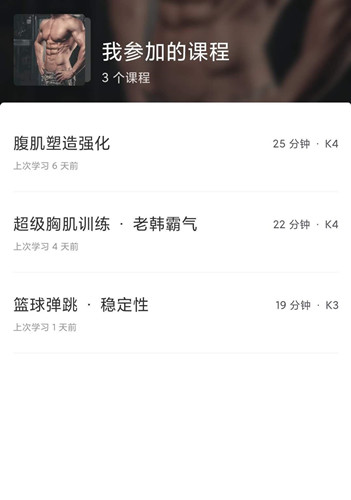 我参加的课程
3 个课程
腹肌塑造强化
25 分钟 · K4
上次学习 6 天前
超级胸肌训练 · 老韩霸气
22 分钟 · K4
上次学习 4 天前
篮球弹跳 · 稳定性
19 分钟 · K3
上次学习 1 天前